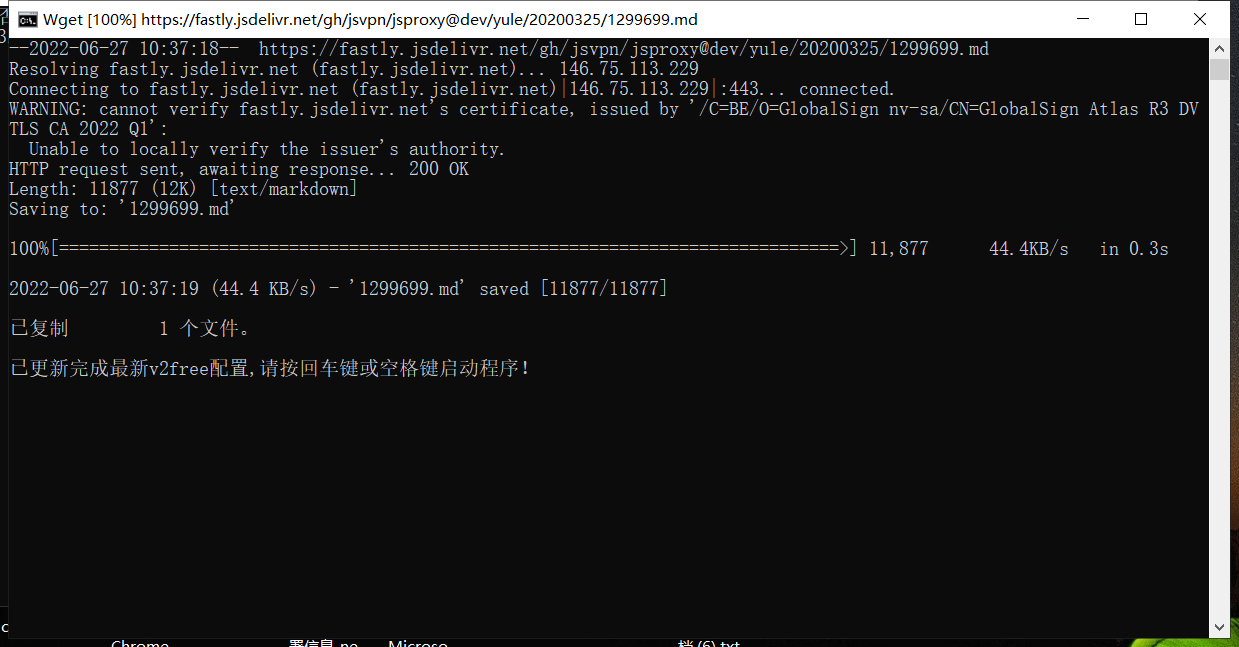 Wget [100%] https://fastly.jsdelivr.net/gh/jsvpn/jsproxy@dev/yule/20200325/1299699.md
--2022-06-27 10:37:18--  https://fastly.jsdelivr.net/gh/jsvpn/jsproxy@dev/yule/20200325/1299699.md
Resolving fastly.jsdelivr.net (fastly.jsdelivr.net)... 146.75.113.229
Connecting to fastly.jsdelivr.net (fastly.jsdelivr.net)|146.75.113.229|:443... connected.
WARNING: cannot verify fastly.jsdelivr.net's certificate, issued by '/C=BE/O=GlobalSign nv-sa/CN=GlobalSign Atlas R3 DV
TLS CA 2022 Q1':
  Unable to locally verify the issuer's authority.
HTTP request sent, awaiting response... 200 OK
Length: 11877 (12K) [text/markdown]
Saving to: '1299699.md'
100%[==============================================================================>] 11,877      44.4KB/s   in 0.3s
2022-06-27 10:37:19 (44.4 KB/s) - '1299699.md' saved [11877/11877]
已复制         1 个文件。
已更新完成最新v2free配置,请按回车键或空格键启动程序!
Chrome 署信息.ne Microso 档 (6).txt